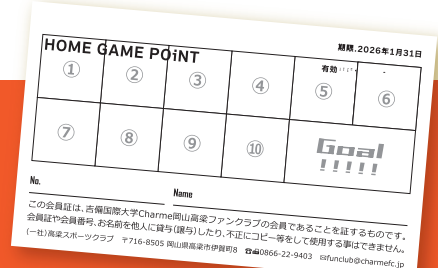 HOME GAME POiNT
期限.2026年1月31日
有効
① ② ③ ④ ⑤ ⑥
⑦ ⑧ ⑨ ⑩ Goal
!!!!!
No.
Name
この会員証は、吉備国際大学Charme岡山高梁ファンクラブの会員であることを証するものです。
会員証や会員番号、お名前を他人に貸与(譲与)したり、不正にコピー等をして使用する事はできません。
(一社)高梁スポーツクラブ 〒716-8505 岡山県高梁市伊賀町8 ☎📠0866-22-9403 ✉funclub@charmefc.jp